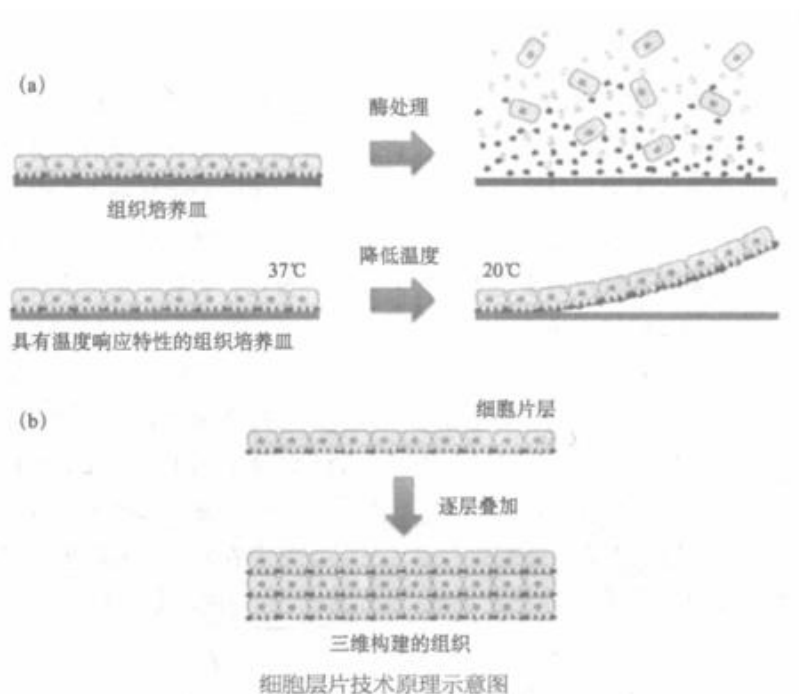 (a)
酶处理
组织培养皿
37℃
降低温度
20℃
具有温度响应特性的组织培养皿
(b)
细胞片层
逐层叠加
三维构建的组织
细胞层片技术原理示意图